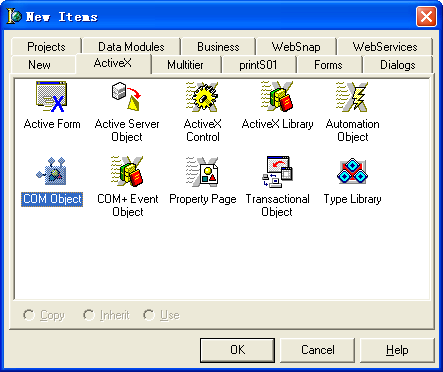 New Items
Projects Data Modules Business WebSnap WebServices
New ActiveX Multitier printS01 Forms Dialogs
Active Form Active Server ActiveX ActiveX Library Automation
Object Control Object
COM Object COM+ Event Property Page Transactional Type Library
Object Object
Copy Inherit Use
OK Cancel Help